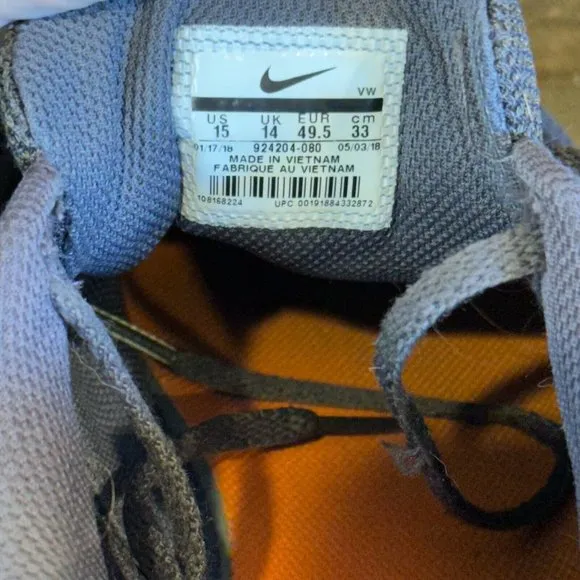 VW
US UK EUR cm
15 14 49.5 33
01/17/18 924204-080 05/03/18
MADE IN VIETNAM
FABRIQUE AU VIETNAM
108168224 UPC 00191884332872